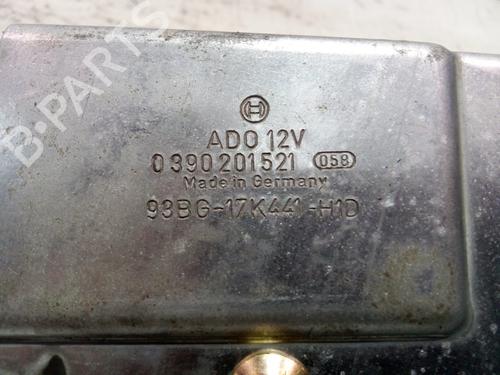 B-PARTS
ADO 12V
0 390 201 521 058
Made in Germany
93BG-17K441-H1D